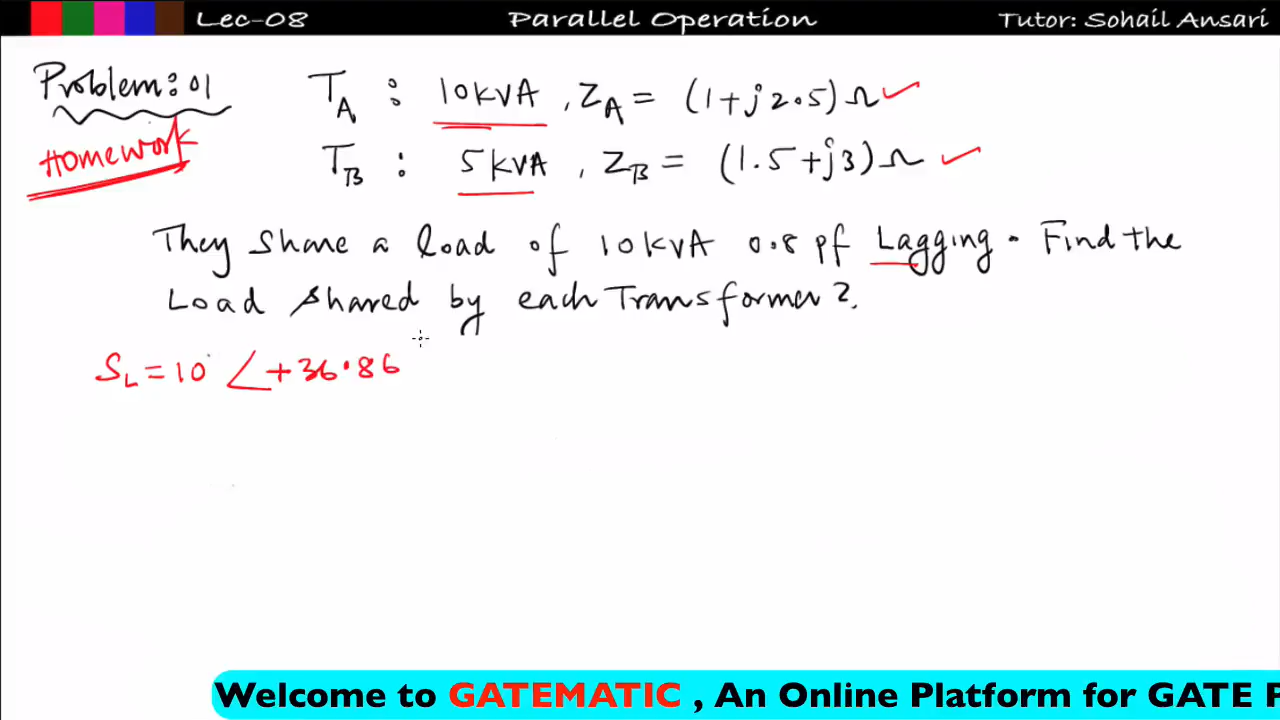 Lec-08 Parallel Operation Tutor: Sohail Ansari
Problem: 01 TA : 10kVA , ZA = (1+j2.5)Ω
Homework TB : 5kVA , ZB = (1.5+j3)Ω
They Share a load of 10kVA 0.8 pf Lagging. Find the
Load shared by each Transformer?
SL = 10 ∠+36.86
Welcome to GATEMATIC , An Online Platform for GATE